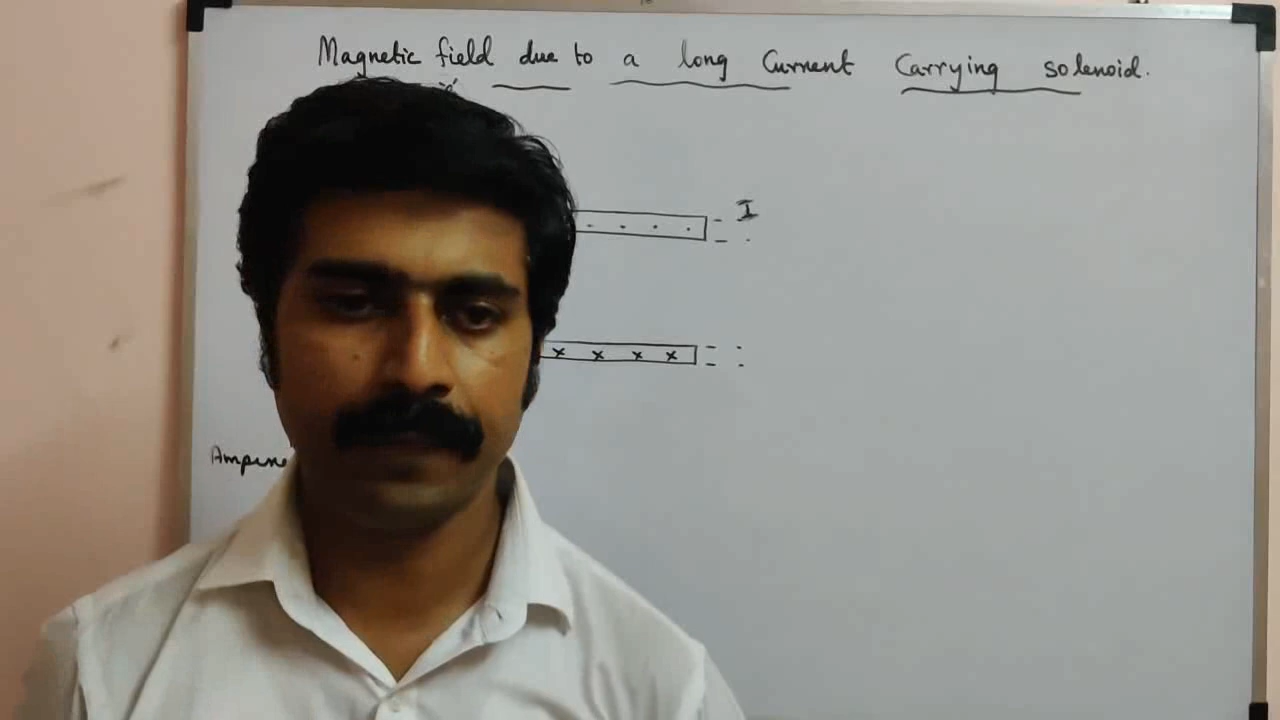 Magnetic field due to a long Current Carrying solenoid.
I
x x x x